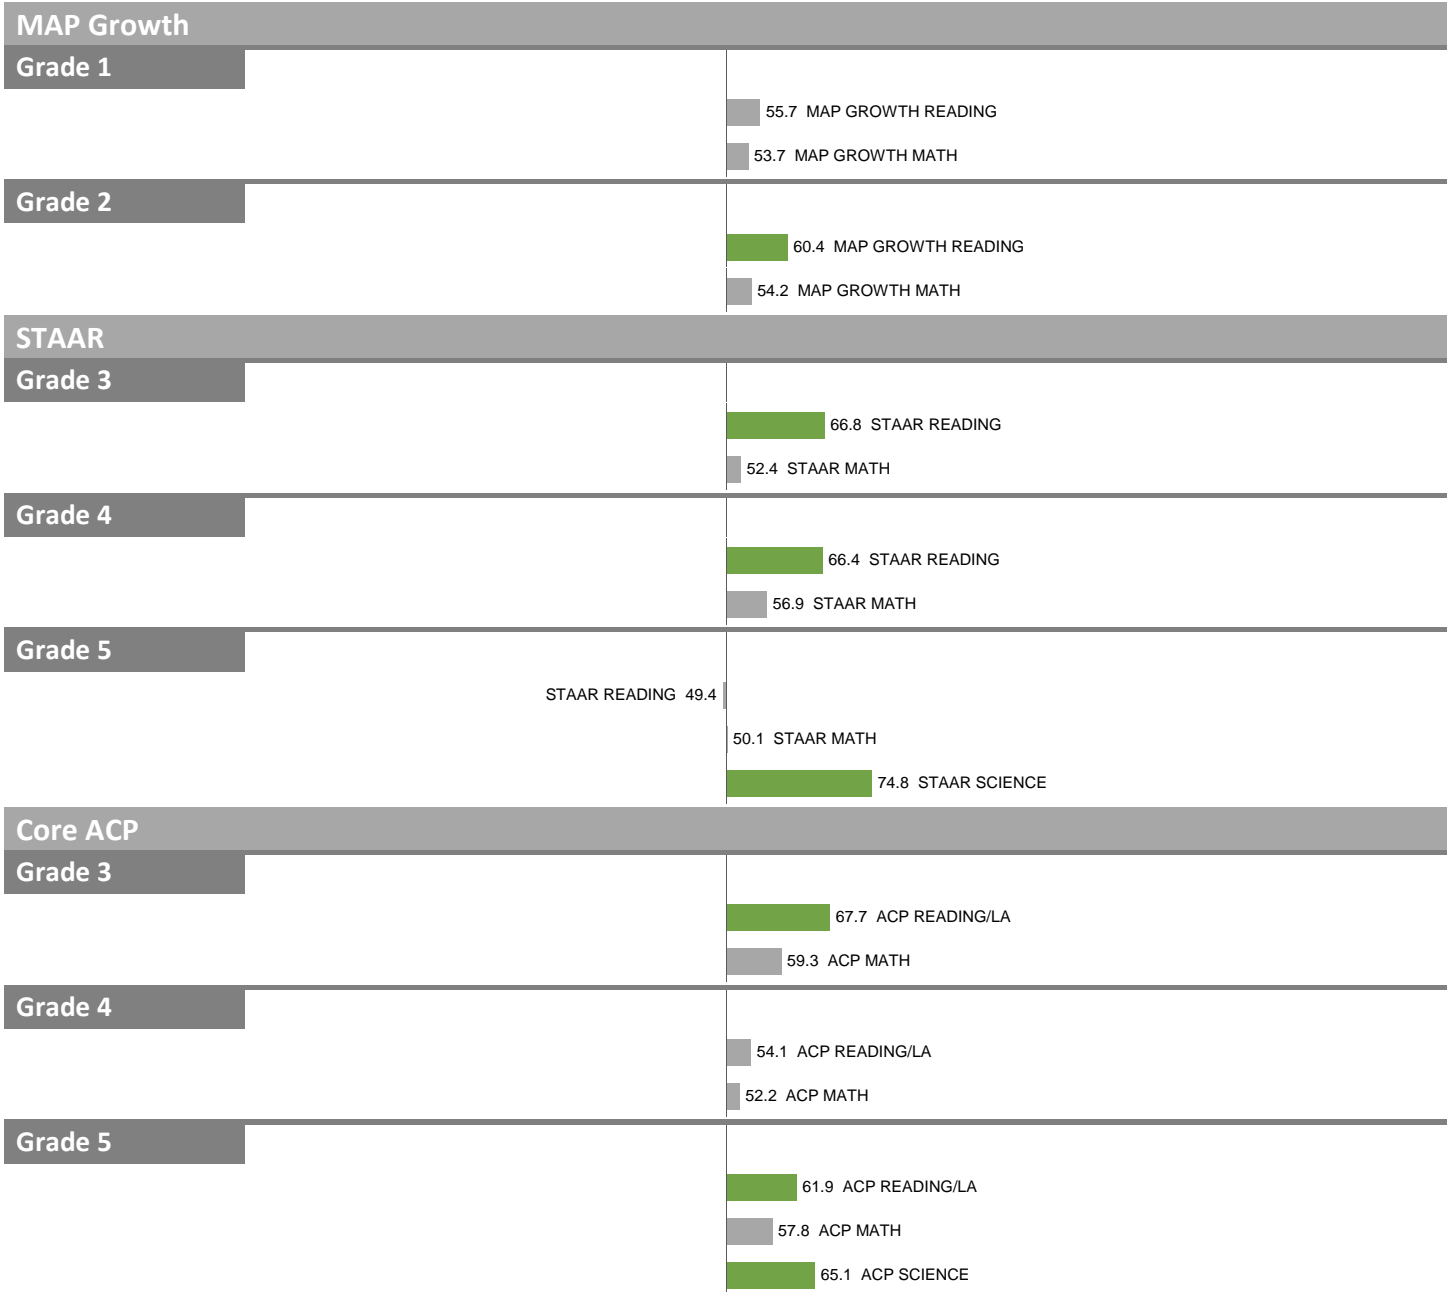 MAP Growth
Grade 1
55.7 MAP GROWTH READING
53.7 MAP GROWTH MATH
Grade 2
60.4 MAP GROWTH READING
54.2 MAP GROWTH MATH
STAAR
Grade 3
66.8 STAAR READING
52.4 STAAR MATH
Grade 4
66.4 STAAR READING
56.9 STAAR MATH
Grade 5
STAAR READING 49.4
50.1 STAAR MATH
74.8 STAAR SCIENCE
Core ACP
Grade 3
67.7 ACP READING/LA
59.3 ACP MATH
Grade 4
54.1 ACP READING/LA
52.2 ACP MATH
Grade 5
61.9 ACP READING/LA
57.8 ACP MATH
65.1 ACP SCIENCE